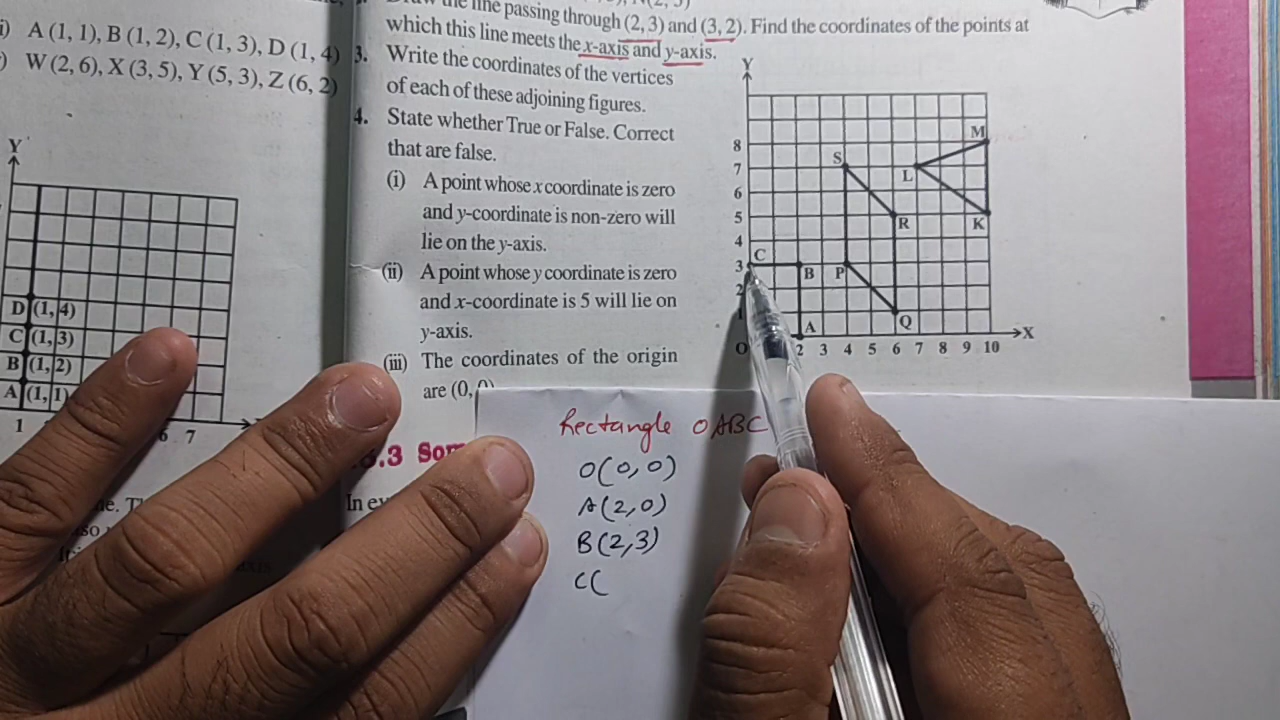 A (1, 1), B (1, 2), C (1, 3), D (1, 4)
W (2, 6), X (3, 5), Y (5, 3), Z (6, 2)
Y
D (1, 4)
C (1, 3)
B (1, 2)
A (1, 1)
1 6 7
the line passing through (2, 3) and (3, 2). Find the coordinates of the points at
which this line meets the x-axis and y-axis.
3. Write the coordinates of the vertices
of each of these adjoining figures.
4. State whether True or False. Correct
that are false.
(i) A point whose x coordinate is zero
and y-coordinate is non-zero will
lie on the y-axis.
(ii) A point whose y coordinate is zero
and x-coordinate is 5 will lie on
y-axis.
(iii) The coordinates of the origin
are (0, 0)
Y
8
7
6
5
4
3
2
O 2 3 4 5 6 7 8 9 10 X
M
S
L
R
K
C
B
P
Q
A
Rectangle OABC
O(0,0)
A(2,0)
B(2,3)
C(